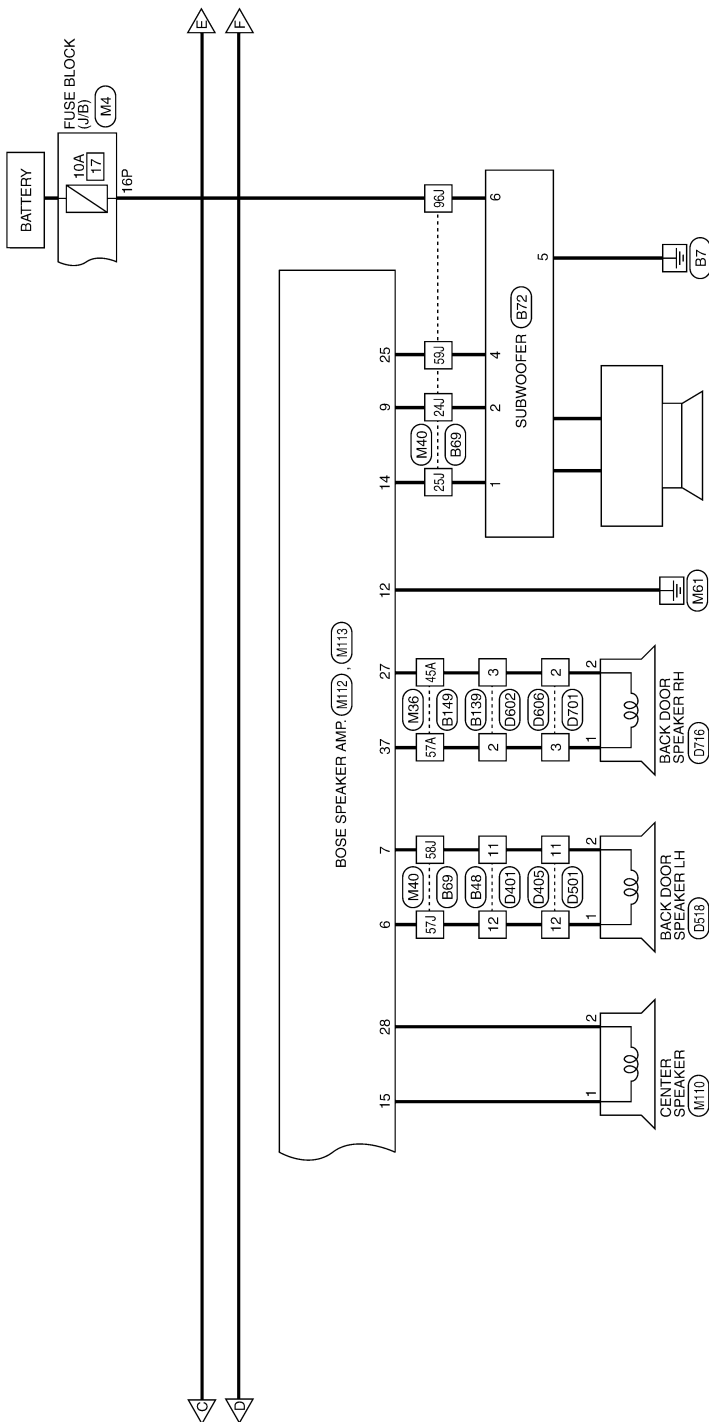 C
D
E
F
BATTERY
FUSE BLOCK
(J/B)
M4
10A
17
16P
BOSE SPEAKER AMP. M112 , M113
15
28
6
7
37
27
12
14
9
25
57J
M40
58J
B69
12
B48
11
D401
12
D405
11
D501
57A
M36
45A
B149
2
B139
3
D602
3
D606
2
D701
25J
M40
24J
59J
96J
B69
1
2
4
6
SUBWOOFER B72
5
B7
M61
1
2
CENTER
SPEAKER
M110
1
2
BACK DOOR
SPEAKER LH
D518
1
2
BACK DOOR
SPEAKER RH
D716